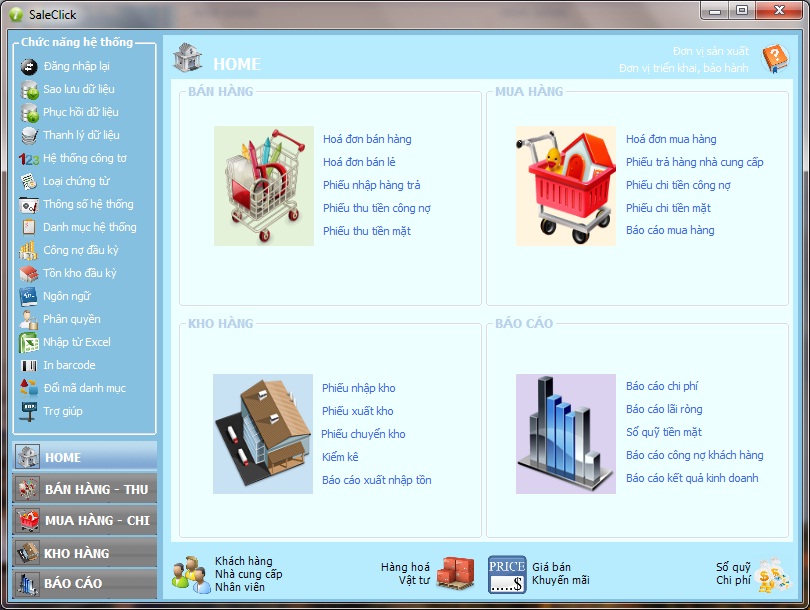 SaleClick
Chức năng hệ thống
Đăng nhập lại
Sao lưu dữ liệu
Phục hồi dữ liệu
Thanh lý dữ liệu
123 Hệ thống công tơ
Loại chứng từ
Thông số hệ thống
Danh mục hệ thống
Công nợ đầu kỳ
Tồn kho đầu kỳ
Ngôn ngữ
Phân quyền
Nhập từ Excel
In barcode
Đổi mã danh mục
Trợ giúp
HOME
BÁN HÀNG - THU
MUA HÀNG - CHI
KHO HÀNG
BÁO CÁO
HOME
Đơn vị sản xuất
Đơn vị triển khai, bảo hành
BÁN HÀNG
Hoá đơn bán hàng
Hoá đơn bán lẻ
Phiếu nhập hàng trả
Phiếu thu tiền công nợ
Phiếu thu tiền mặt
MUA HÀNG
Hoá đơn mua hàng
Phiếu trả hàng nhà cung cấp
Phiếu chi tiền công nợ
Phiếu chi tiền mặt
Báo cáo mua hàng
KHO HÀNG
Phiếu nhập kho
Phiếu xuất kho
Phiếu chuyển kho
Kiểm kê
Báo cáo xuất nhập tồn
BÁO CÁO
Báo cáo chi phí
Báo cáo lãi ròng
Sổ quỹ tiền mặt
Báo cáo công nợ khách hàng
Báo cáo kết quả kinh doanh
Khách hàng
Nhà cung cấp
Nhân viên
Hàng hoá
Vật tư
PRICE
....$
Giá bán
Khuyến mãi
Sổ quỹ
Chi phí